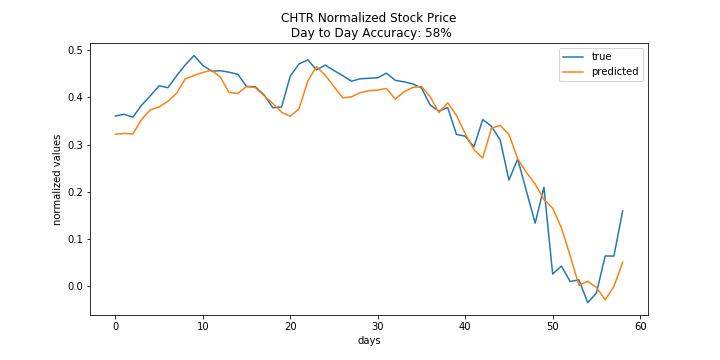 CHTR Normalized Stock Price
Day to Day Accuracy: 58%
true
predicted
normalized values
0.5
0.4
0.3
0.2
0.1
0.0
0 10 20 30 40 50 60
days